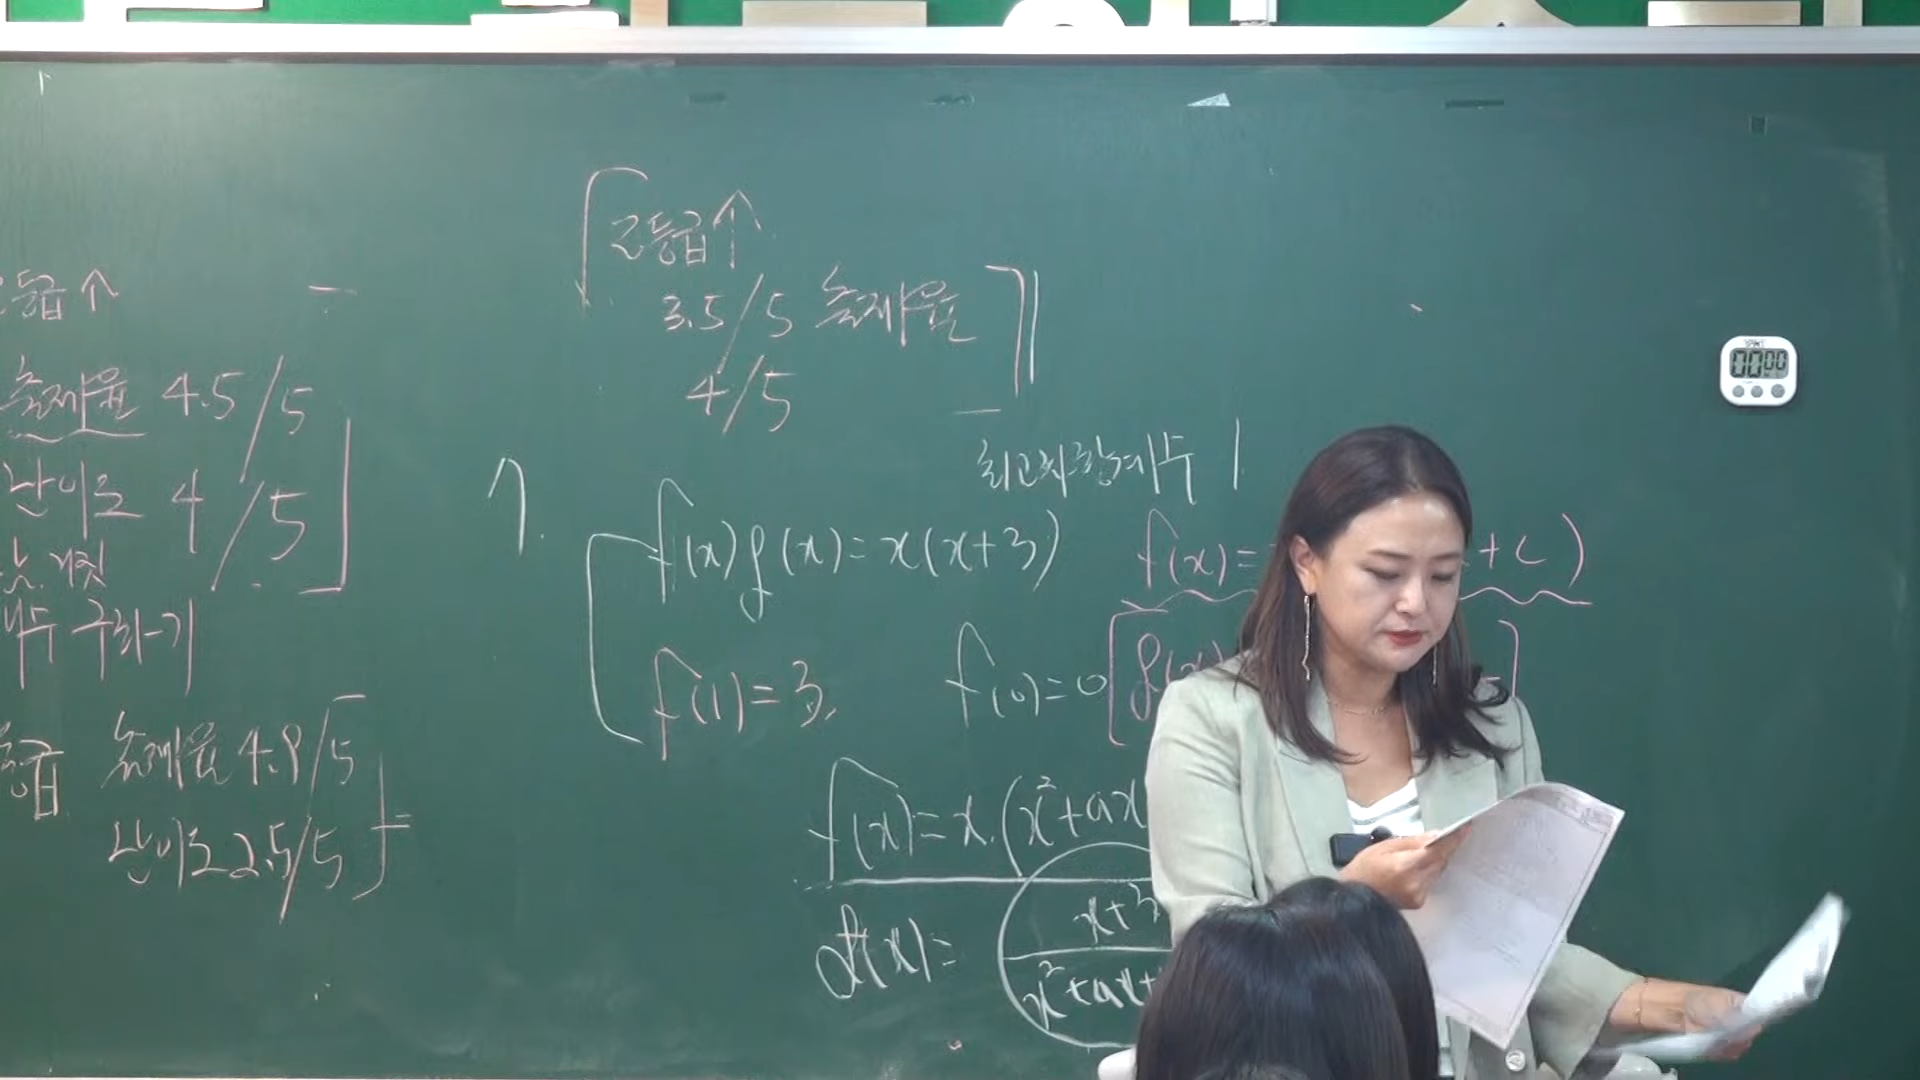 등급↑
출제율 4.5/5
난이도 4/5
구하기
등급 출제율 4.9/5
난이도 2.5/5
2등급↑
3.5/5 출제율
4/5
최고차항계수 1
7.
f(x)g(x)=x(x+3)
f(1)=3,
f(0)=0
f(x)=
+c)
f(x)=x.(x²+ax
x+3
x²+ax+
00:00